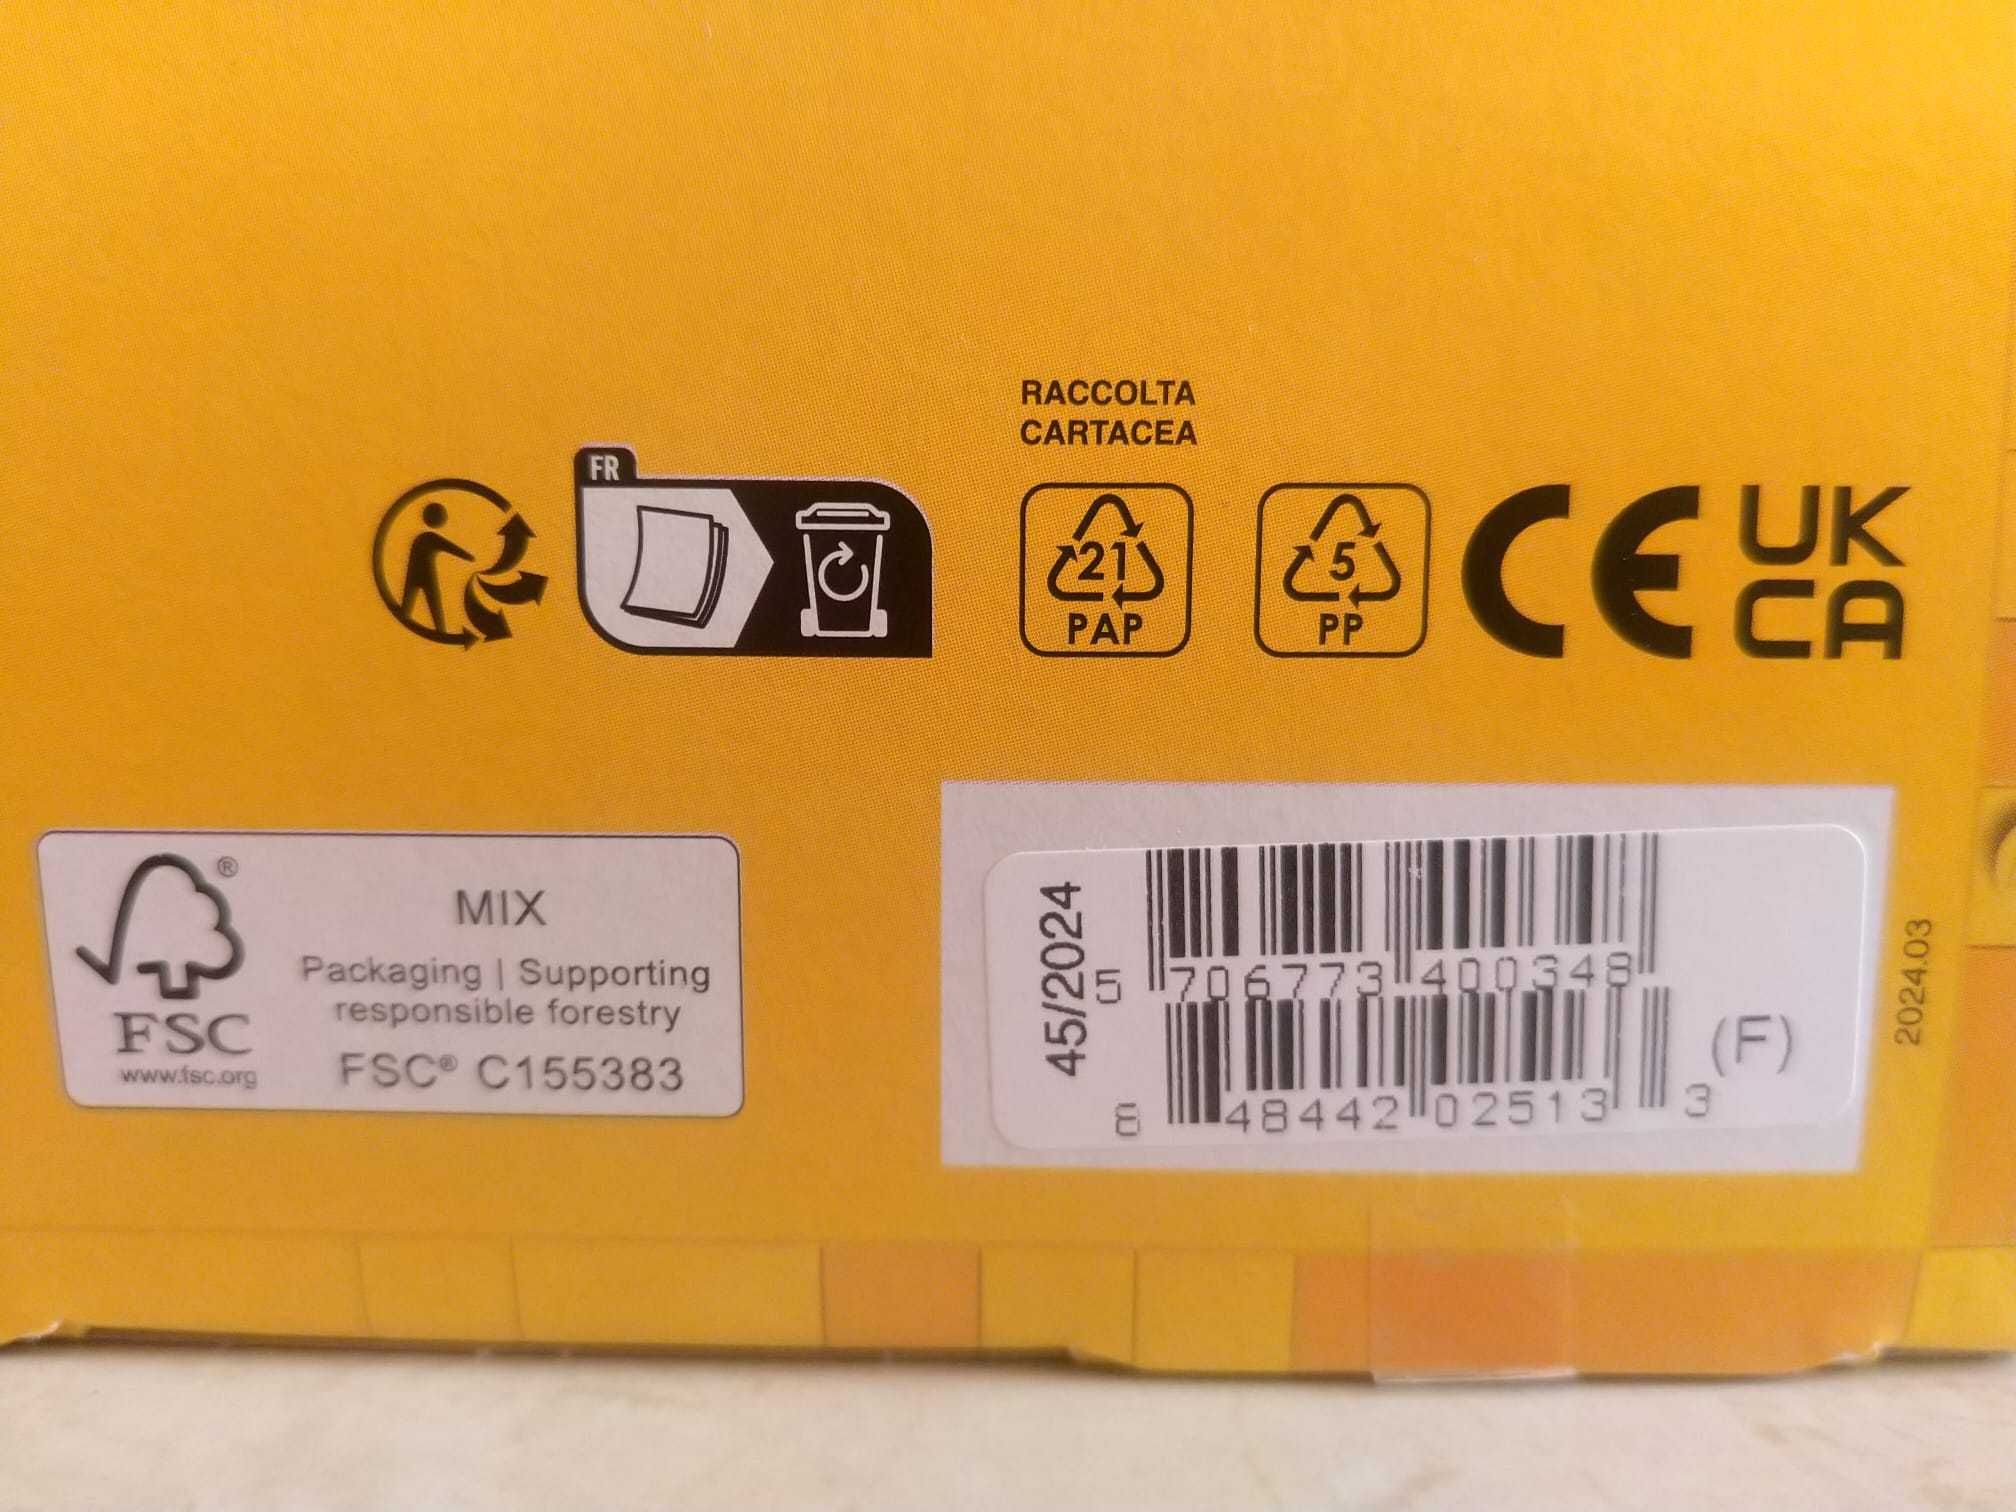 RACCOLTA
CARTACEA
FR
21
PAP
5
PP
CE
UK
CA
®
MIX
Packaging | Supporting
responsible forestry
FSC
www.fsc.org
FSC® C155383
45/2024
5 706773 400348
8 48442 02513 3
(F)
2024.03